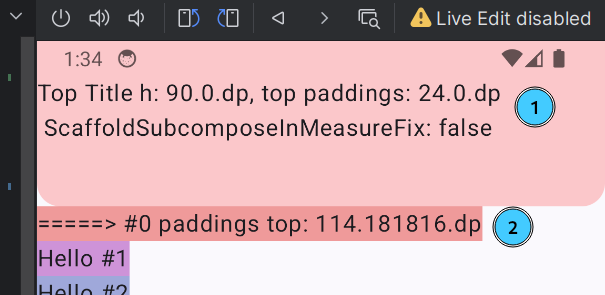 Live Edit disabled
1:34
Top Title h: 90.0.dp, top paddings: 24.0.dp
1
ScaffoldSubcomposeInMeasureFix: false
=====> #0 paddings top: 114.181816.dp
2
Hello #1
Hello #2